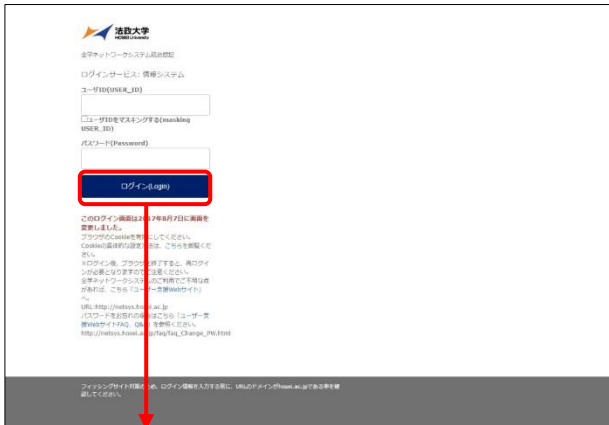 法政大学
HOSEI University
全学ネットワークシステム統合認証
ログインサービス: 情報システム
ユーザID(USER_ID)
ユーザIDをマスキングする(masking
USER_ID)
パスワード(Password)
ログイン(Login)
このログイン画面は2017年8月7日に画面を
変更しました。
ブラウザのCookieを有効にしてください。
Cookieの具体的な設定方法は、こちらを御覧くだ
さい。
※ログイン後、ブラウザを終了すると、再ログイ
ンが必要となりますのでご注意ください。
全学ネットワークシステムのご利用でご不明な点
があれば、こちら「ユーザー支援Webサイト」
へ。
URL:http://netsys.hosei.ac.jp
パスワードをお忘れの場合はこちら「ユーザー支
援WebサイトFAQ、Q&A」を参照ください。
http://netsys.hosei.ac.jp/faq/faq_Change_PW.html
フィッシングサイト対策のため、ログイン情報を入力する前に、URLのドメインがhosei.ac.jpである事を確
認してください。